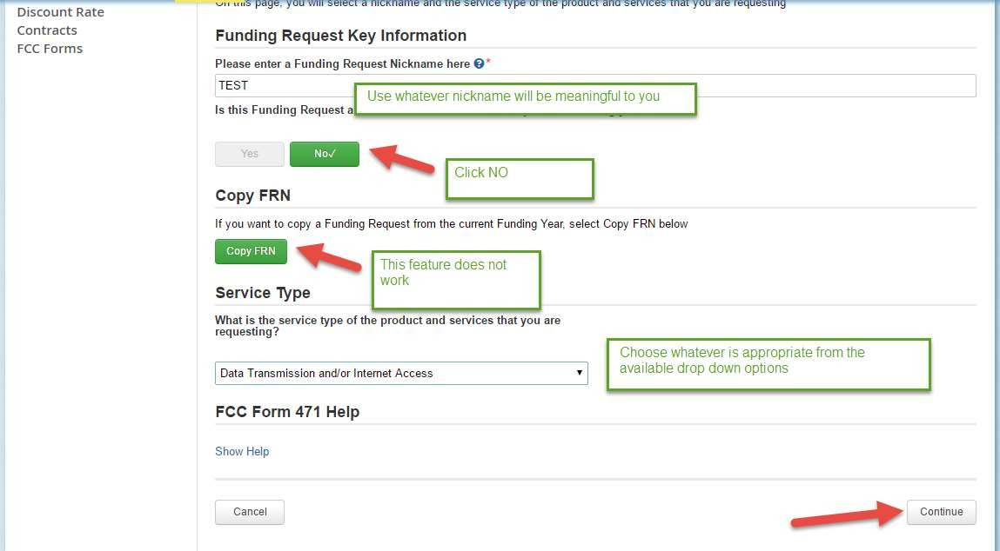 Discount Rate
Contracts
FCC Forms
On this page, you will select a nickname and the service type of the product and services that you are requesting
Funding Request Key Information
Please enter a Funding Request Nickname here ?*
TEST
Use whatever nickname will be meaningful to you
Is this Funding Request a
Yes
No✓
Click NO
Copy FRN
If you want to copy a Funding Request from the current Funding Year, select Copy FRN below
Copy FRN
This feature does not
work
Service Type
What is the service type of the product and services that you are
requesting?
Choose whatever is appropriate from the
available drop down options
Data Transmission and/or Internet Access
FCC Form 471 Help
Show Help
Cancel
Continue